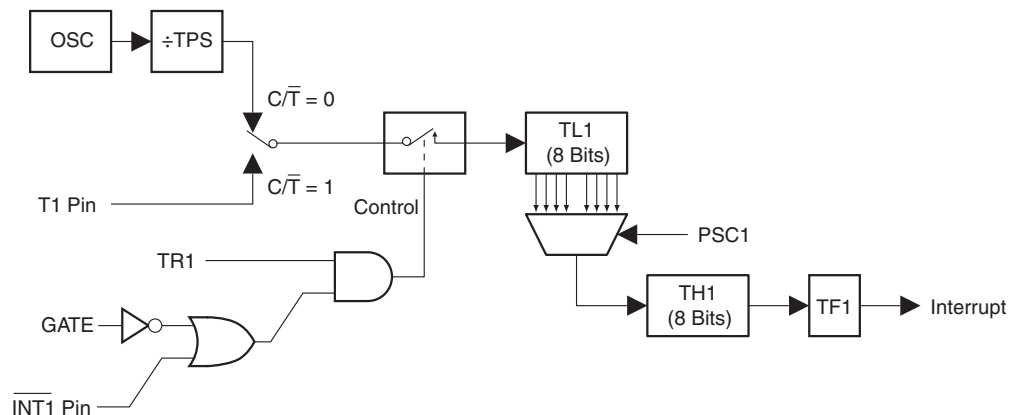 OSC
÷TPS
C/T̅ = 0
TL1
(8 Bits)
C/T̅ = 1
T1 Pin
Control
PSC1
TR1
TH1
(8 Bits)
TF1
Interrupt
GATE
I̅N̅T̅1̅ Pin